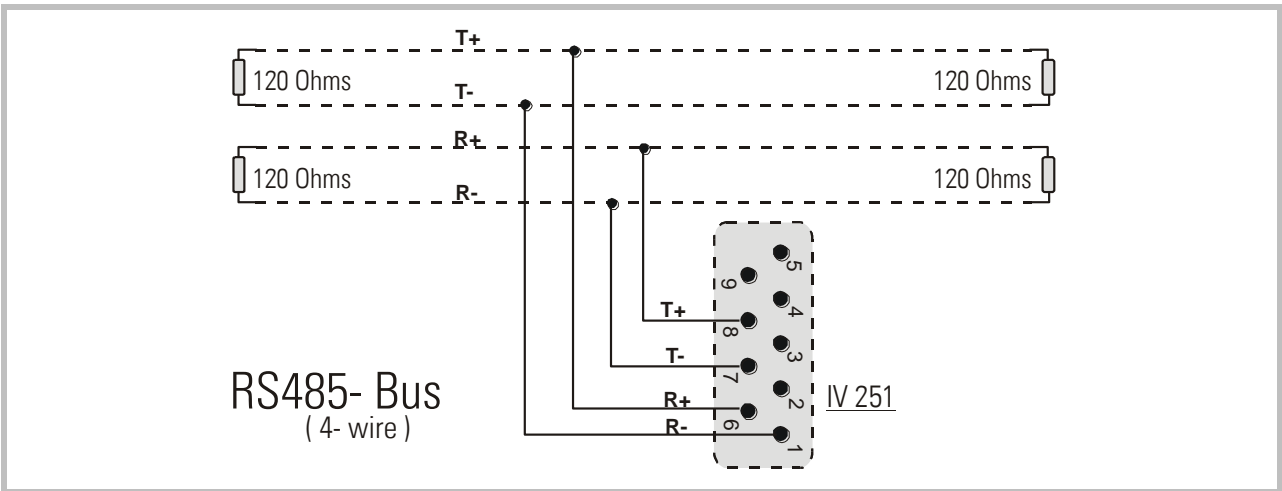 T+
120 Ohms 120 Ohms
T-
R+
120 Ohms 120 Ohms
R-
5
9
4
T+
8
3
T-
7
2
R+
IV 251
6
R-
1
RS485- Bus
( 4- wire )